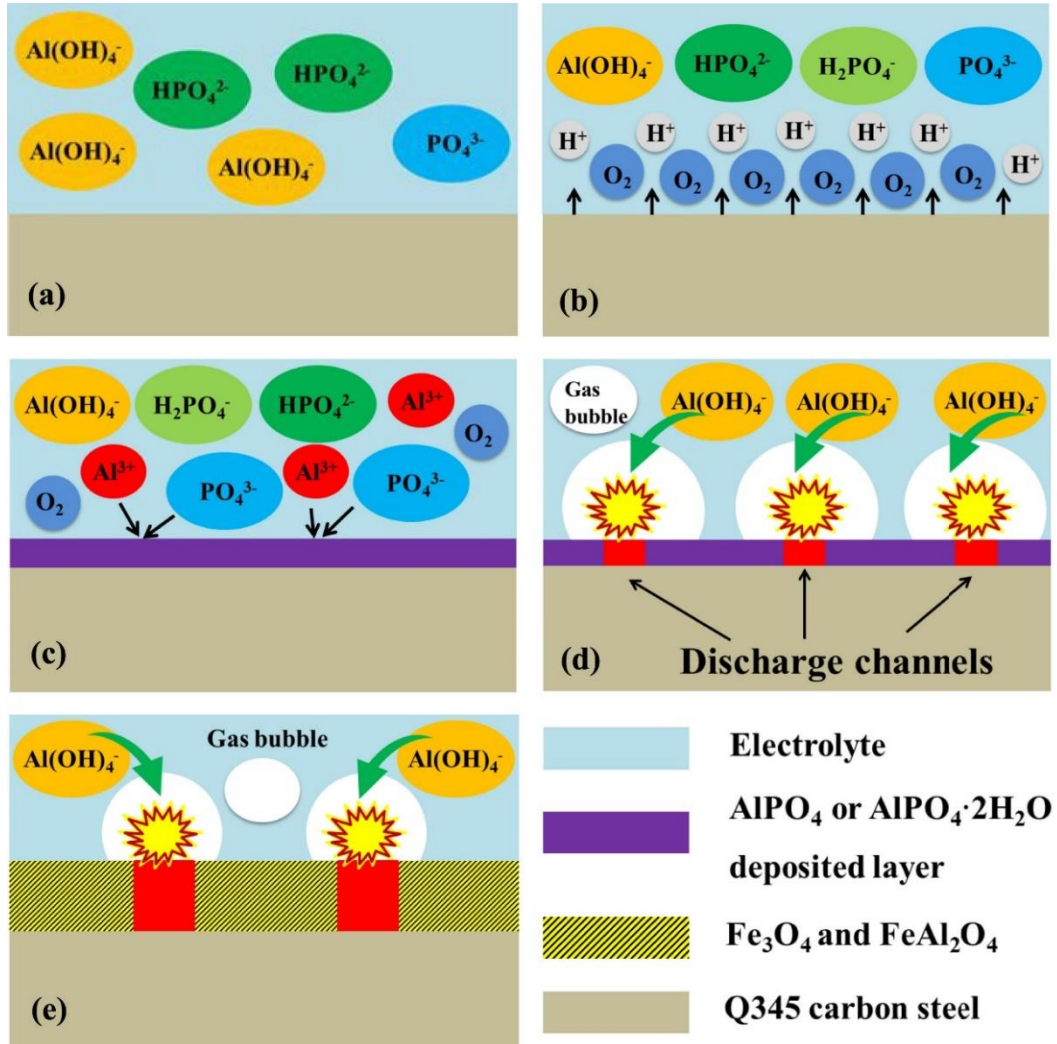 Al(OH)₄⁻
HPO₄²⁻
HPO₄²⁻
Al(OH)₄⁻
Al(OH)₄⁻
PO₄³⁻
(a)
Al(OH)₄⁻ HPO₄²⁻ H₂PO₄⁻ PO₄³⁻
H⁺ H⁺ H⁺ H⁺ H⁺ H⁺ H⁺
O₂ O₂ O₂ O₂ O₂ O₂
(b)
Al(OH)₄⁻ H₂PO₄⁻ HPO₄²⁻ Al³⁺
O₂
Al³⁺ Al³⁺
O₂ PO₄³⁻ PO₄³⁻
(c)
Gas
bubble
Al(OH)₄⁻ Al(OH)₄⁻ Al(OH)₄⁻
Discharge channels
(d)
Al(OH)₄⁻ Gas bubble Al(OH)₄⁻
(e)
Electrolyte
AlPO₄ or AlPO₄·2H₂O
deposited layer
Fe₃O₄ and FeAl₂O₄
Q345 carbon steel